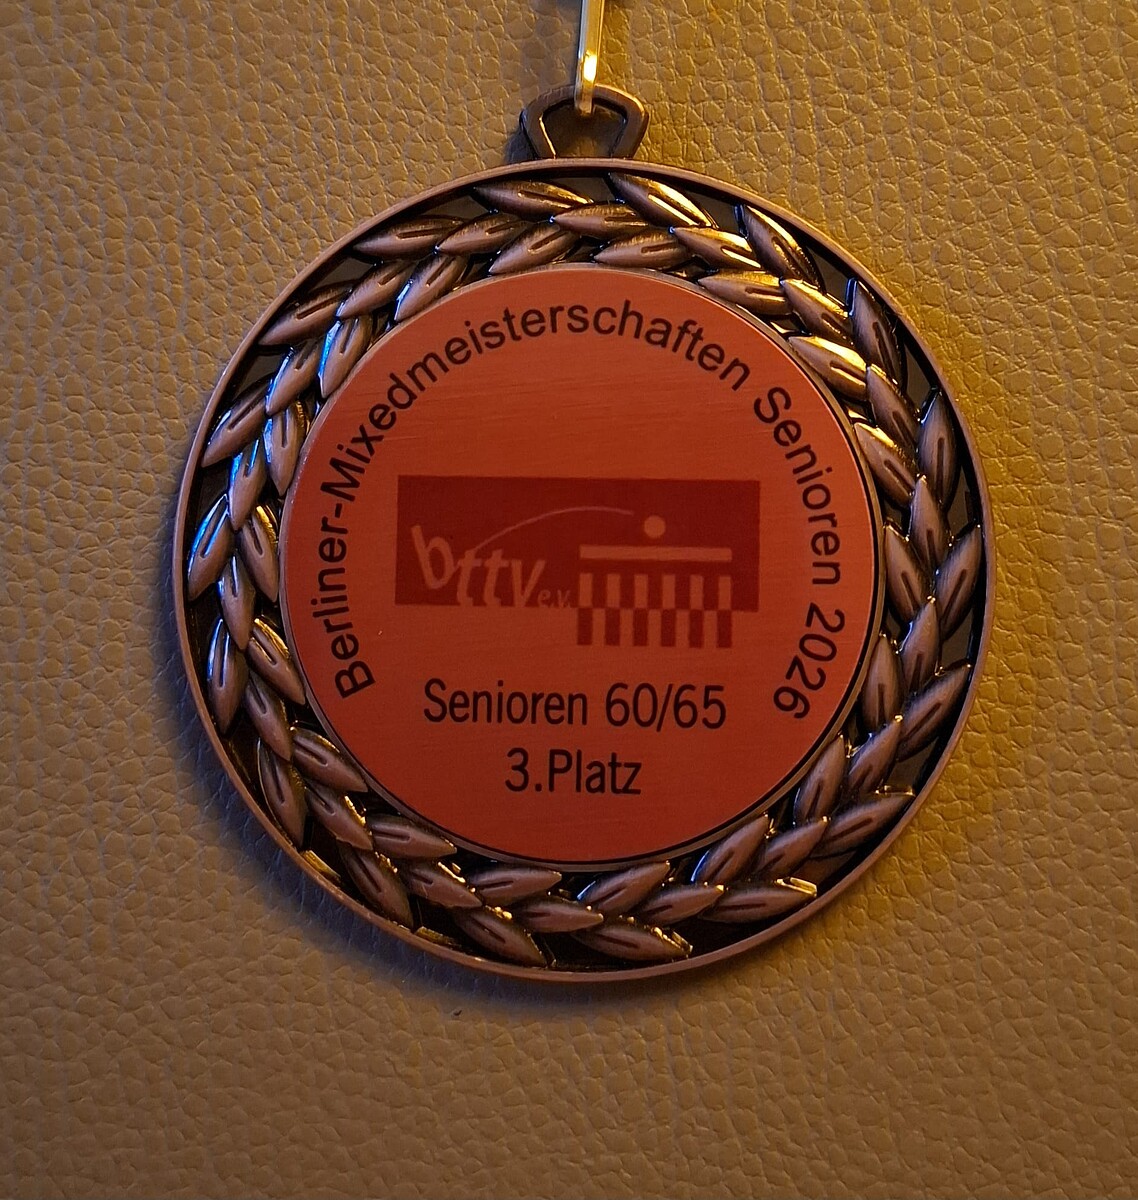 Berliner-Mixedmeisterschaften Senioren 2026
bttv e.v.
Senioren 60/65
3.Platz